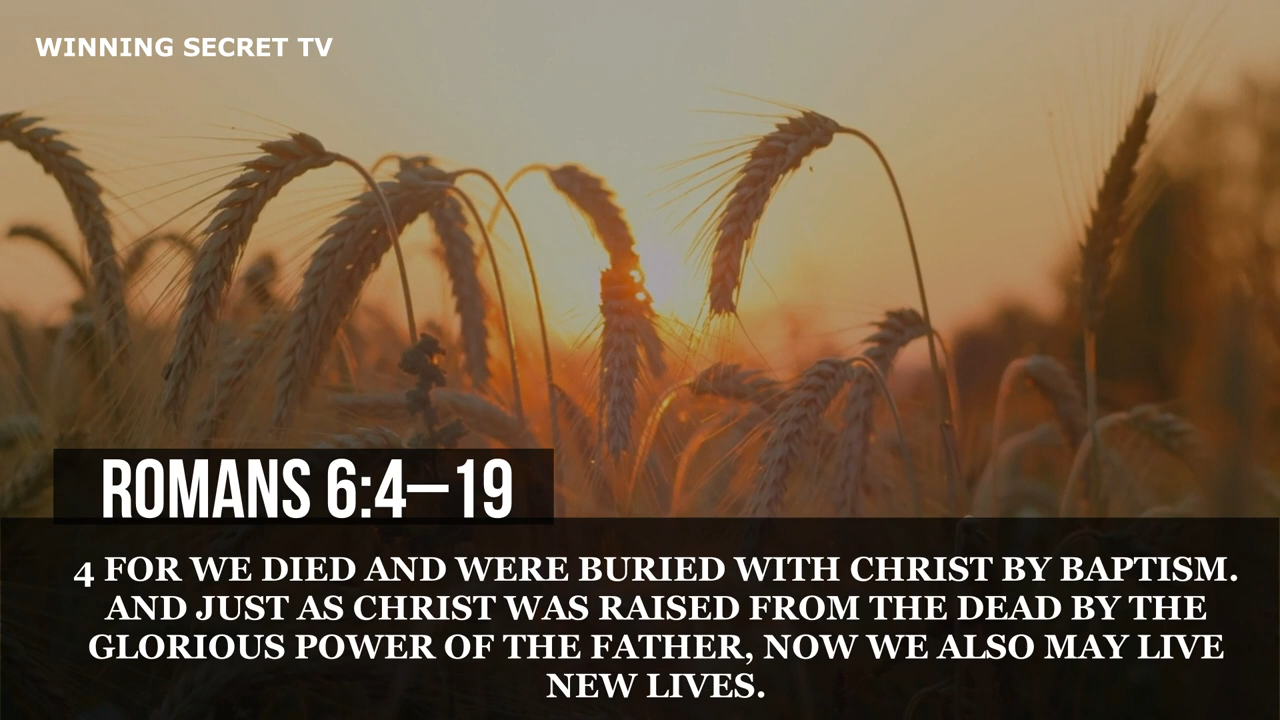 WINNING SECRET TV
ROMANS 6:4–19
4 FOR WE DIED AND WERE BURIED WITH CHRIST BY BAPTISM.
AND JUST AS CHRIST WAS RAISED FROM THE DEAD BY THE
GLORIOUS POWER OF THE FATHER, NOW WE ALSO MAY LIVE
NEW LIVES.